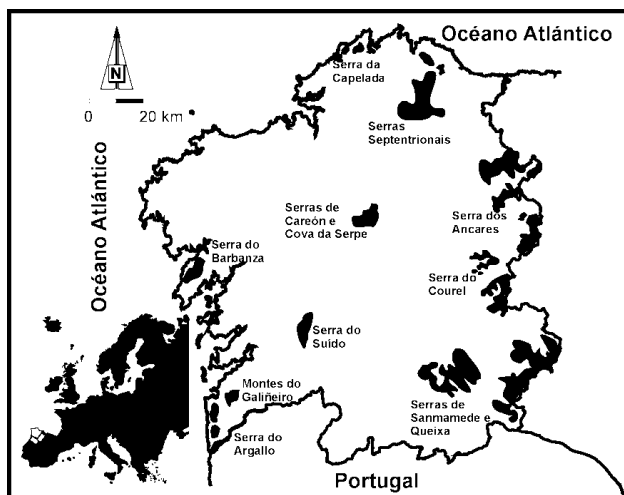 Océano Atlántico
Serra da
Capelada
N
0 20 km
Serras
Septentrionais
Océano Atlántico
Serras de
Careón e
Cova da Serpe
Serra dos
Ancares
Serra do
Barbanza
Serra do
Courel
Serra do
Suído
Montes do
Galiñeiro
Serras de
Sanmamede e
Queixa
Serra do
Argallo
Portugal